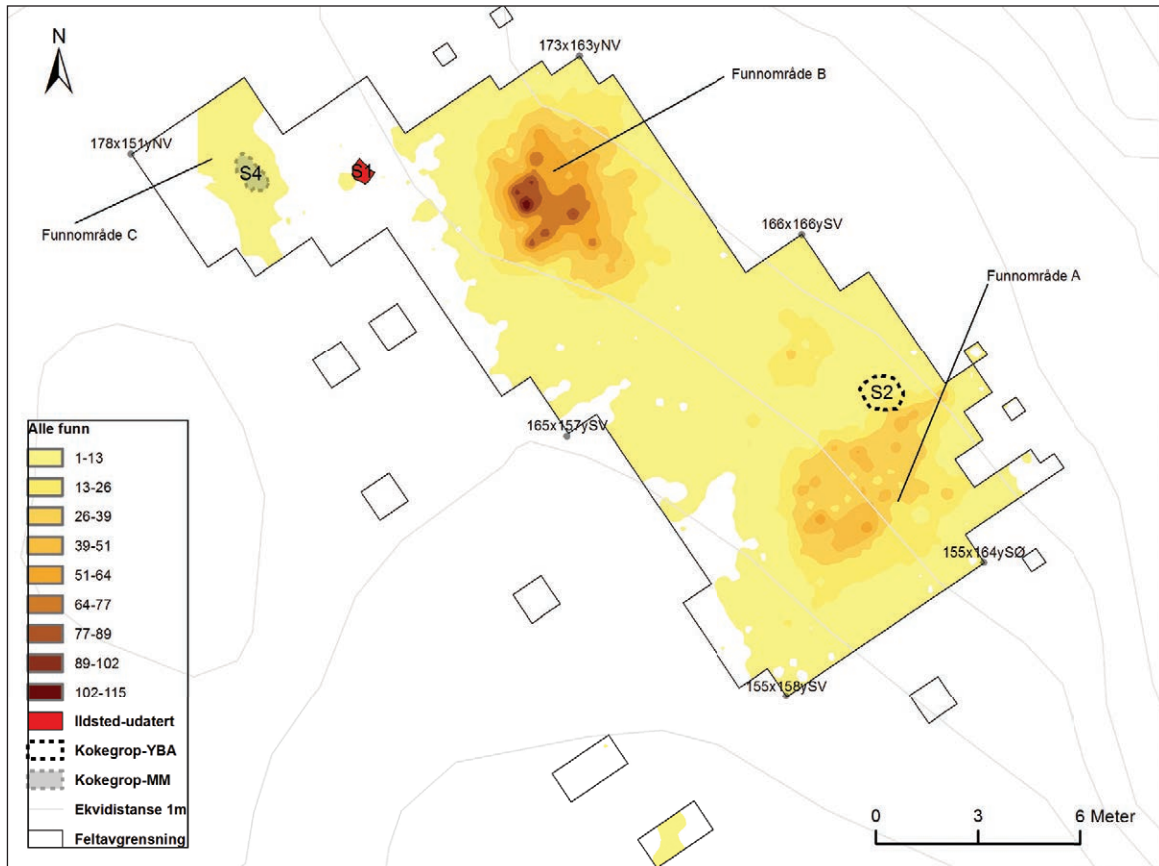 N
173x163yNV
Funnområde B
178x151yNV
S4
S1
Funnområde C
166x166ySV
Funnområde A
S2
165x157ySV
155x164ySØ
155x158ySV
Alle funn
1-13
13-26
26-39
39-51
51-64
64-77
77-89
89-102
102-115
Ildsted-udatert
Kokegrop-YBA
Kokegrop-MM
Ekvidistanse 1m
Feltavgrensning
0 3 6 Meter